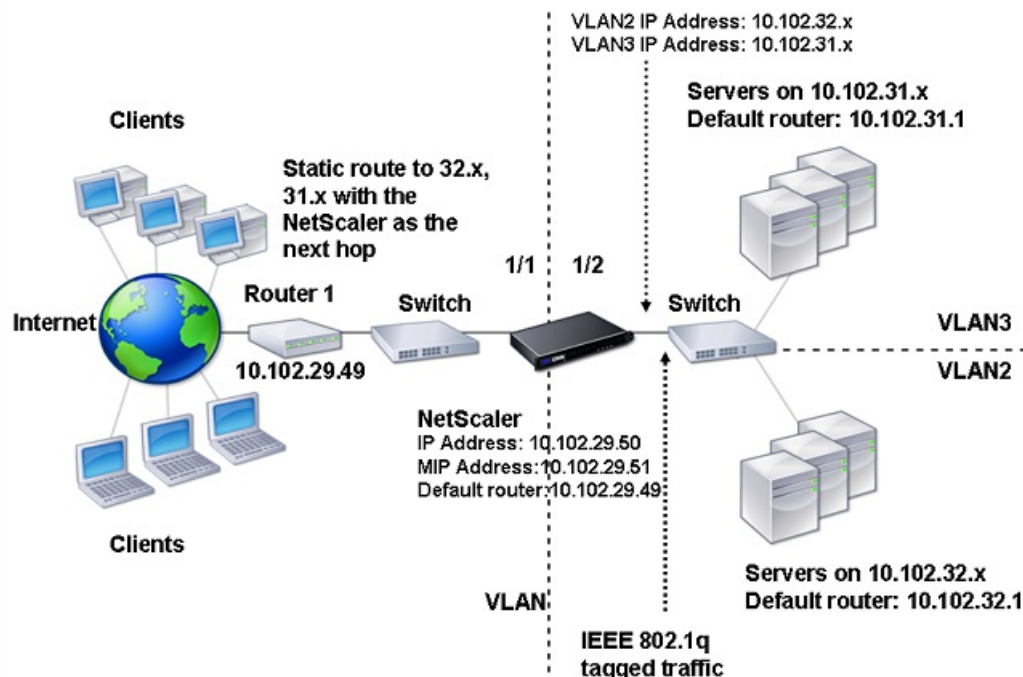 VLAN2 IP Address: 10.102.32.x
VLAN3 IP Address: 10.102.31.x
Servers on 10.102.31.x
Default router: 10.102.31.1
Clients
Static route to 32.x,
31.x with the
NetScaler as the
next hop
1/1
1/2
Internet
Router 1
Switch
Switch
VLAN3
10.102.29.49
VLAN2
NetScaler
IP Address: 10.102.29.50
MIP Address:10.102.29.51
Default router:10.102.29.49
Clients
Servers on 10.102.32.x
Default router: 10.102.32.1
VLAN
IEEE 802.1q
tagged traffic